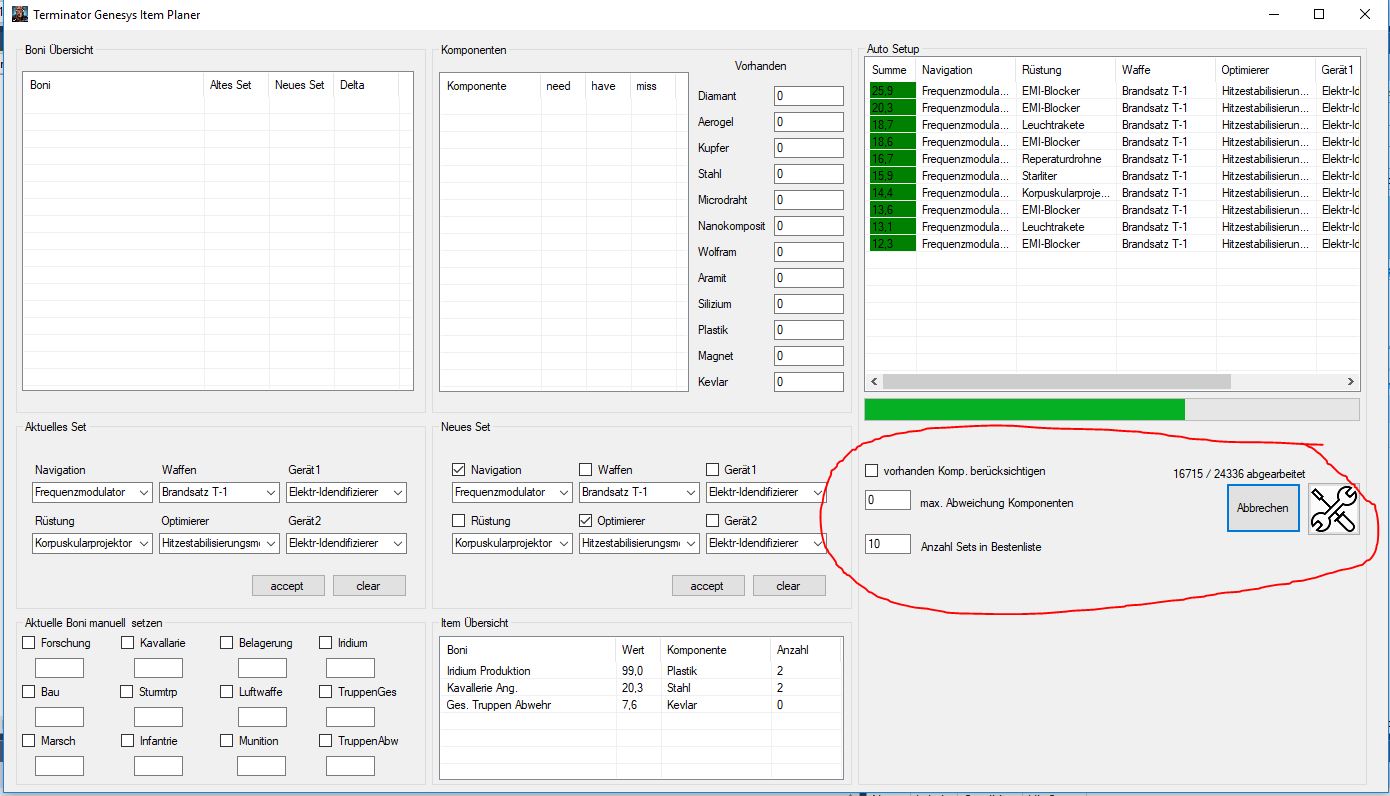 Terminator Genesys Item Planer
Boni Übersicht
Boni Altes Set Neues Set Delta
Komponenten
Komponente need have miss
Vorhanden
Diamant 0
Aerogel 0
Kupfer 0
Stahl 0
Microdraht 0
Nanokomposit 0
Wolfram 0
Aramit 0
Silizium 0
Plastik 0
Magnet 0
Kevlar 0
Auto Setup
Summe Navigation Rüstung Waffe Optimierer Gerät1
25,9 Frequenzmodula... EMI-Blocker Brandsatz T-1 Hitzestabilisierun... Elektr-Id
20,3 Frequenzmodula... EMI-Blocker Brandsatz T-1 Hitzestabilisierun... Elektr-Id
18,7 Frequenzmodula... Leuchtrakete Brandsatz T-1 Hitzestabilisierun... Elektr-Id
18,6 Frequenzmodula... EMI-Blocker Brandsatz T-1 Hitzestabilisierun... Elektr-Id
16,7 Frequenzmodula... Reperaturdrohne Brandsatz T-1 Hitzestabilisierun... Elektr-Id
15,9 Frequenzmodula... Starliter Brandsatz T-1 Hitzestabilisierun... Elektr-Id
14,4 Frequenzmodula... Korpuskularproje... Brandsatz T-1 Hitzestabilisierun... Elektr-Id
13,6 Frequenzmodula... EMI-Blocker Brandsatz T-1 Hitzestabilisierun... Elektr-Id
13,1 Frequenzmodula... Leuchtrakete Brandsatz T-1 Hitzestabilisierun... Elektr-Id
12,3 Frequenzmodula... EMI-Blocker Brandsatz T-1 Hitzestabilisierun... Elektr-Id
Aktuelles Set
Navigation Waffen Gerät1
Frequenzmodulator Brandsatz T-1 Elektr-Idendifizierer
Rüstung Optimierer Gerät2
Korpuskularprojektor Hitzestabilisierungsm Elektr-Idendifizierer
accept clear
Neues Set
Navigation Waffen Gerät1
Frequenzmodulator Brandsatz T-1 Elektr-Idendifizierer
Rüstung Optimierer Gerät2
Korpuskularprojektor Hitzestabilisierungsm Elektr-Idendifizierer
accept clear
vorhanden Komp. berücksichtigen
16715 / 24336 abgearbeitet
0 max. Abweichung Komponenten
Abbrechen
10 Anzahl Sets in Bestenliste
Aktuelle Boni manuell setzen
Forschung Kavallarie Belagerung Iridium
Bau Sturmtrp Luftwaffe TruppenGes
Marsch Infantrie Munition TruppenAbw
Item Übersicht
Boni Wert Komponente Anzahl
Iridium Produktion 99,0 Plastik 2
Kavallerie Ang. 20,3 Stahl 2
Ges. Truppen Abwehr 7,6 Kevlar 0